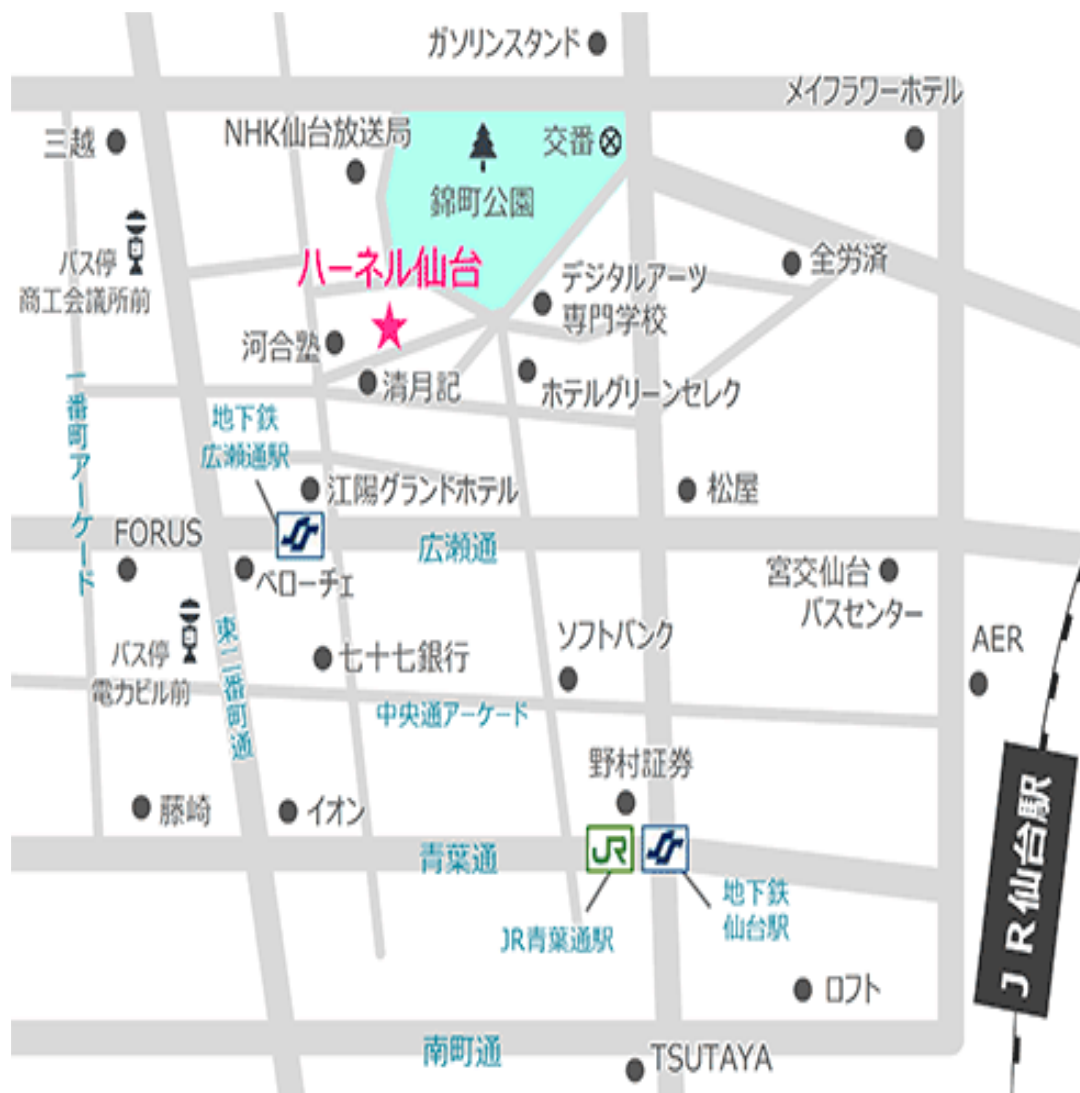 ガソリンスタンド
メイフラワーホテル
三越
NHK仙台放送局
交番
錦町公園
バス停
商工会議所前
ハーネル仙台
デジタルアーツ
専門学校
全労済
河合塾
清月記
ホテルグリーンセレク
一番町アーケード
地下鉄
広瀬通駅
江陽グランドホテル
松屋
FORUS
広瀬通
ベローチェ
宮交仙台
バスセンター
バス停
電力ビル前
東二番町通
七十七銀行
ソフトバンク
AER
中央通アーケード
野村証券
藤崎
イオン
青葉通
JR
地下鉄
仙台駅
JR青葉通駅
JR仙台駅
ロフト
南町通
TSUTAYA